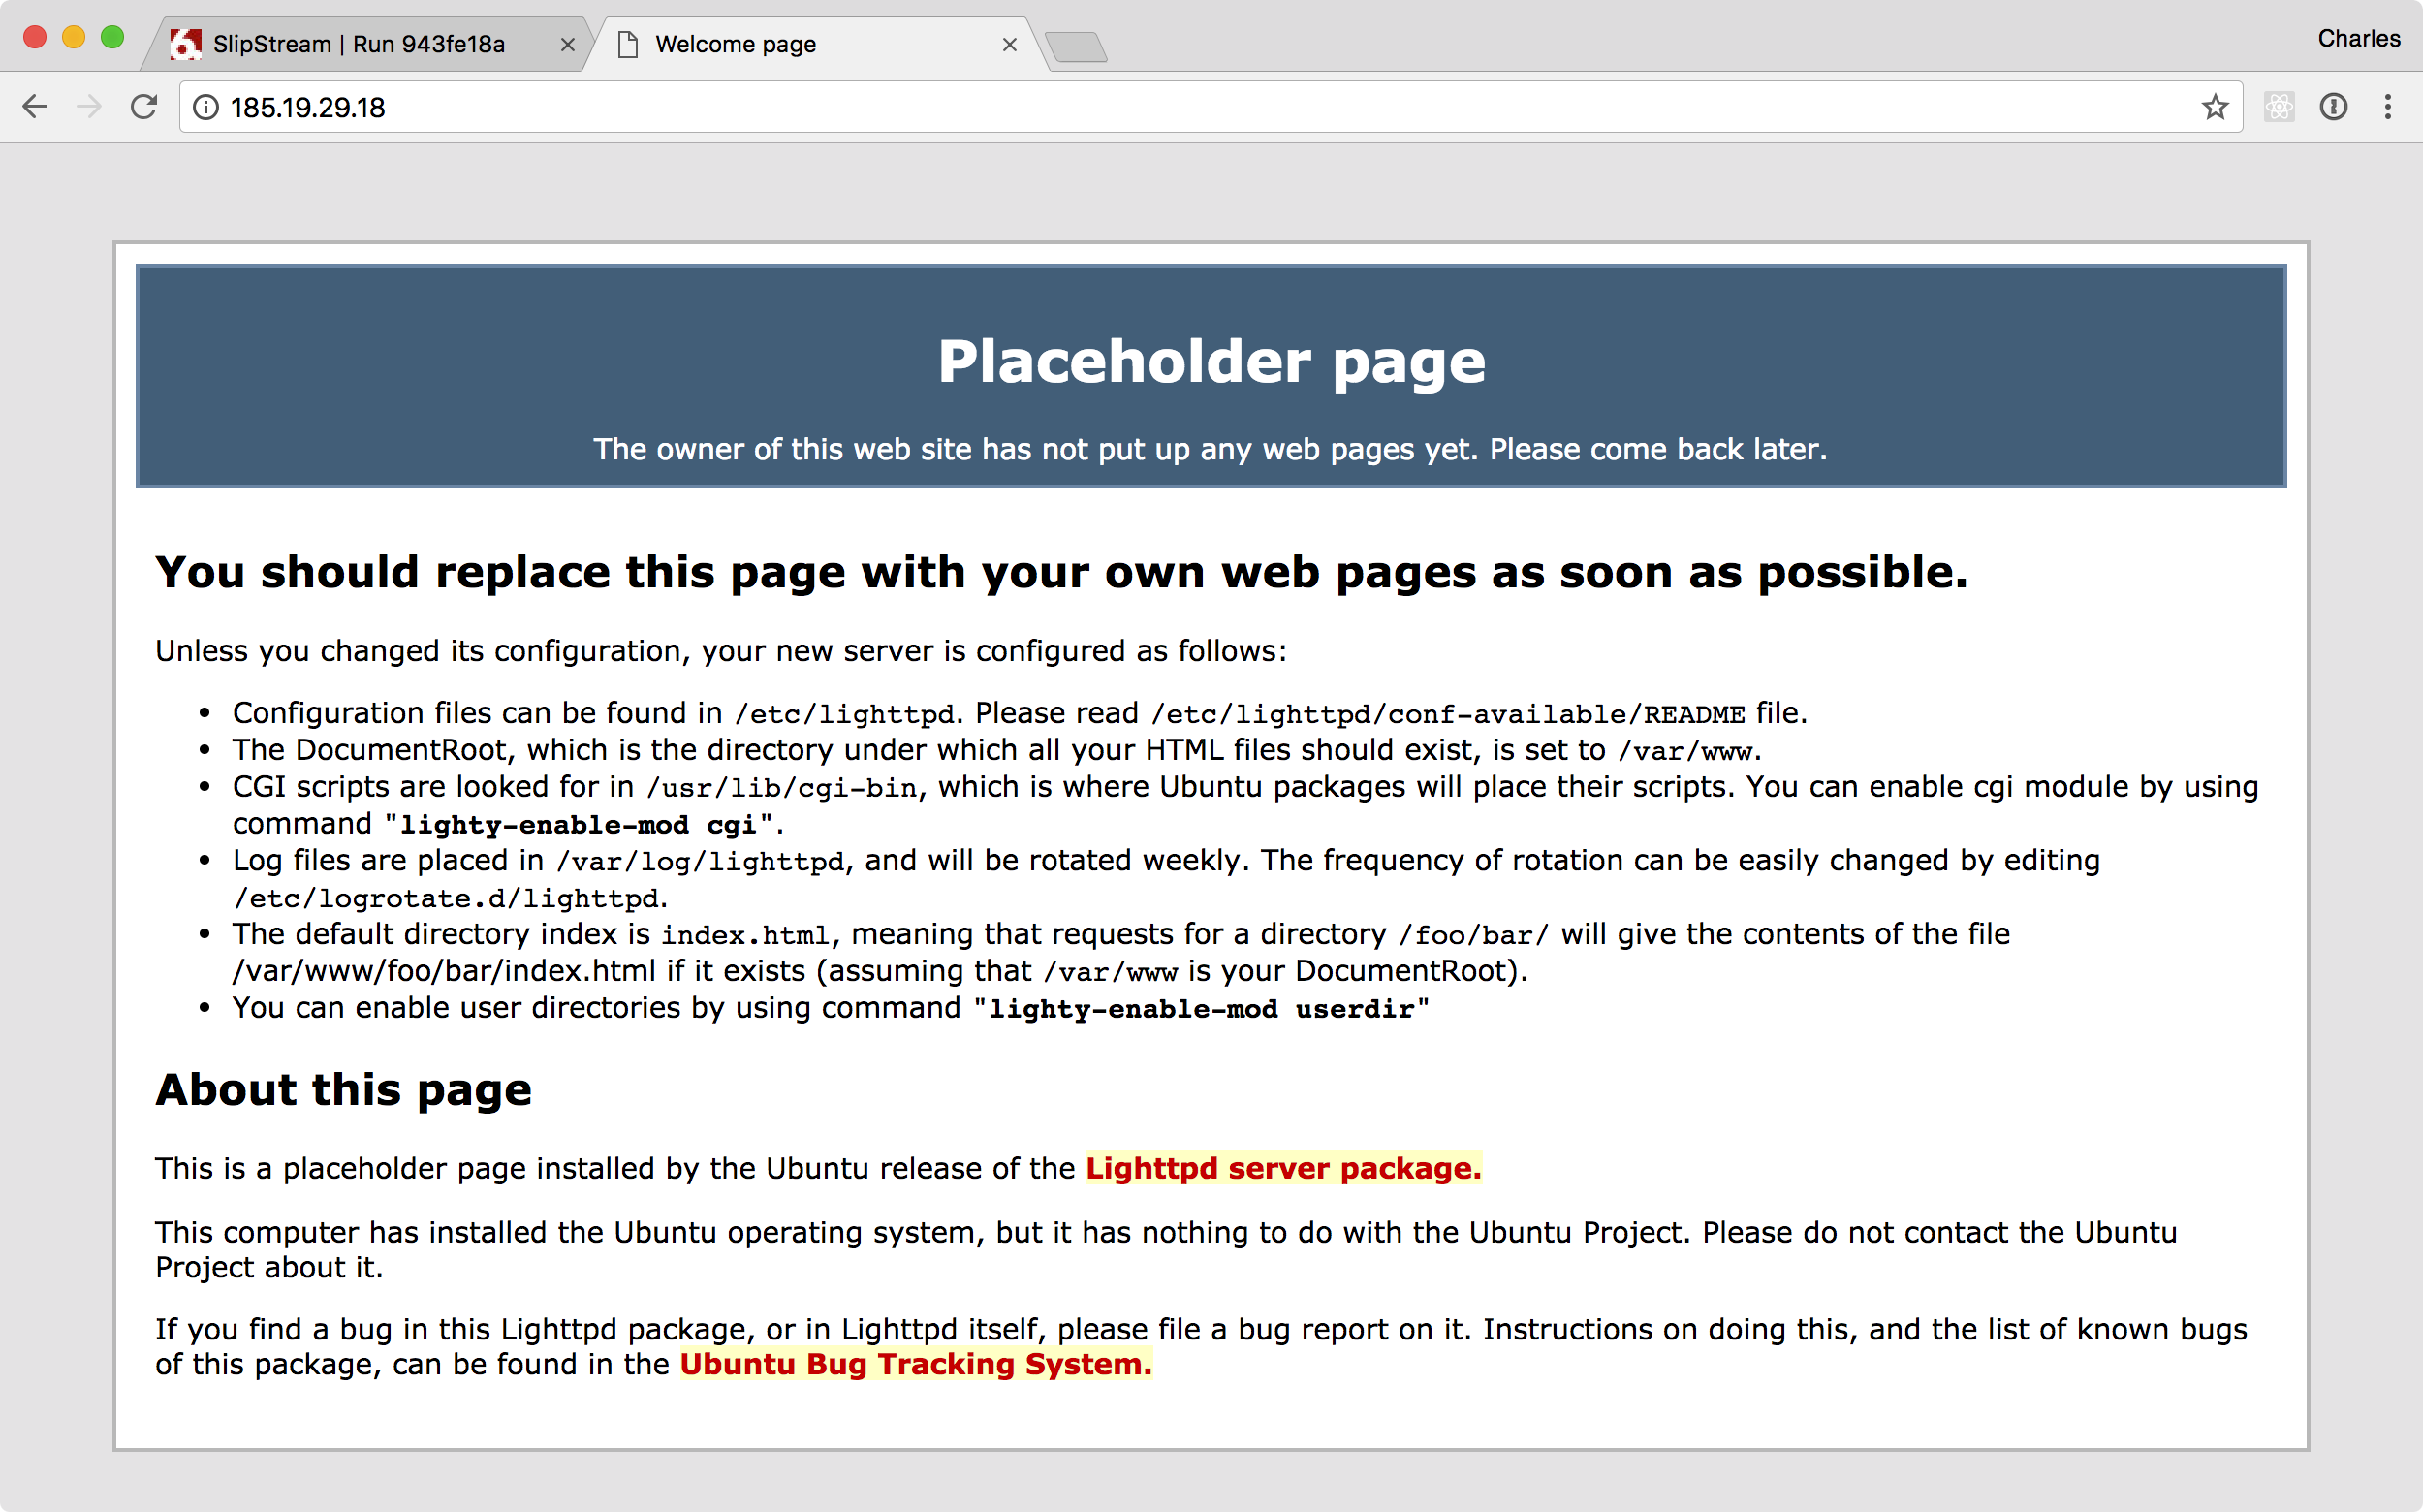 SlipStream | Run 943fe18a
Welcome page
Charles
185.19.29.18
Placeholder page
The owner of this web site has not put up any web pages yet. Please come back later.
You should replace this page with your own web pages as soon as possible.
Unless you changed its configuration, your new server is configured as follows:
• Configuration files can be found in /etc/lighttpd. Please read /etc/lighttpd/conf-available/README file.
• The DocumentRoot, which is the directory under which all your HTML files should exist, is set to /var/www.
• CGI scripts are looked for in /usr/lib/cgi-bin, which is where Ubuntu packages will place their scripts. You can enable cgi module by using
command "lighty-enable-mod cgi".
• Log files are placed in /var/log/lighttpd, and will be rotated weekly. The frequency of rotation can be easily changed by editing
/etc/logrotate.d/lighttpd.
• The default directory index is index.html, meaning that requests for a directory /foo/bar/ will give the contents of the file
/var/www/foo/bar/index.html if it exists (assuming that /var/www is your DocumentRoot).
• You can enable user directories by using command "lighty-enable-mod userdir"
About this page
This is a placeholder page installed by the Ubuntu release of the Lighttpd server package.
This computer has installed the Ubuntu operating system, but it has nothing to do with the Ubuntu Project. Please do not contact the Ubuntu
Project about it.
If you find a bug in this Lighttpd package, or in Lighttpd itself, please file a bug report on it. Instructions on doing this, and the list of known bugs
of this package, can be found in the Ubuntu Bug Tracking System.